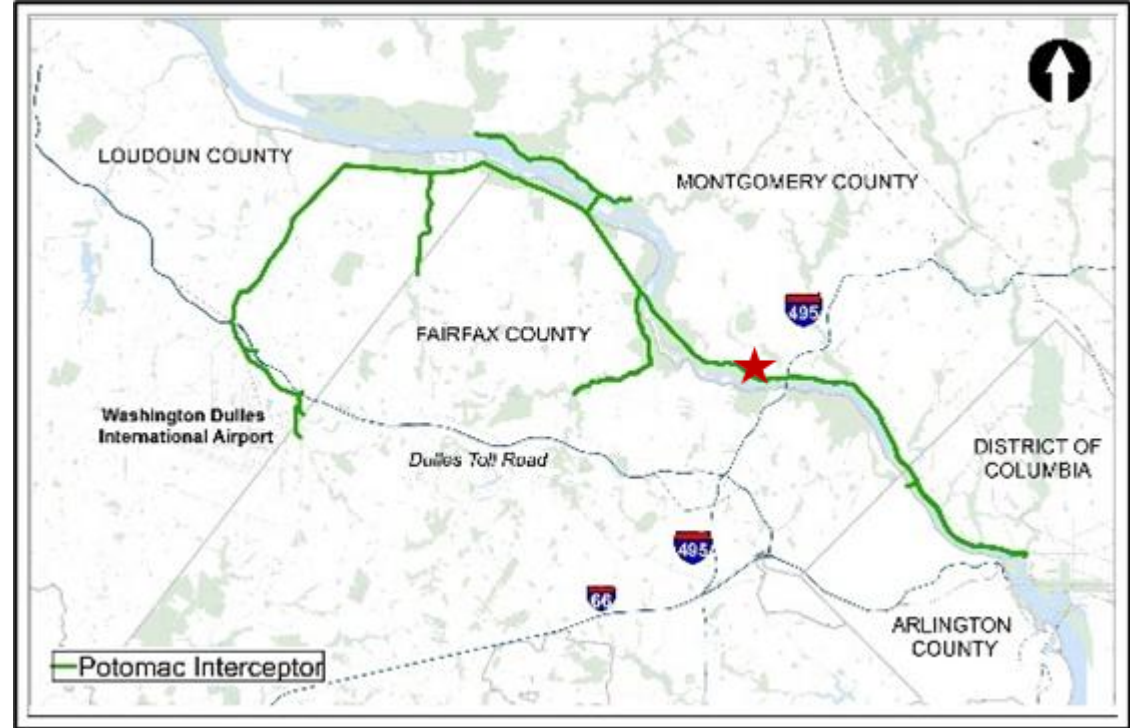 LOUDOUN COUNTY
MONTGOMERY COUNTY
495
FAIRFAX COUNTY
Washington Dulles
International Airport
Dulles Toll Road
DISTRICT OF
COLUMBIA
495
66
ARLINGTON
COUNTY
Potomac Interceptor